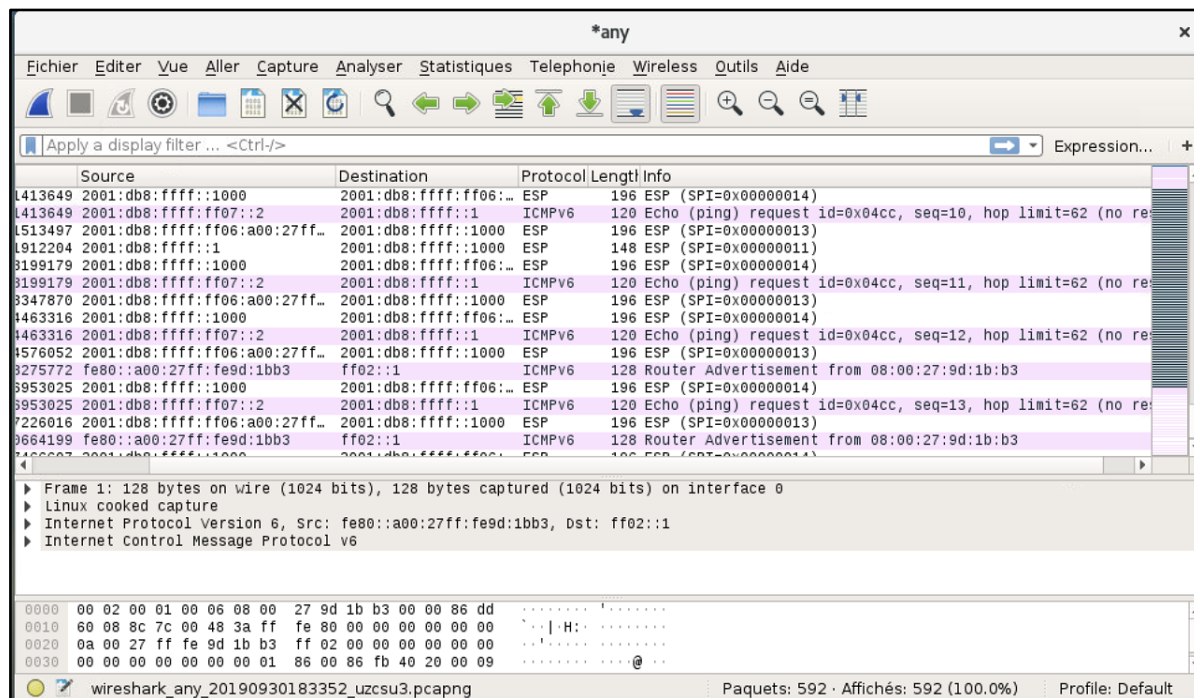 *any
Fichier Editer Vue Aller Capture Analyser Statistiques Telephonie Wireless Outils Aide
Apply a display filter ... <Ctrl-/> Expression... +
Source Destination Protocol Lengtł Info
1413649 2001:db8:ffff::1000 2001:db8:ffff:ff06:… ESP 196 ESP (SPI=0x00000014)
1413649 2001:db8:ffff:ff07::2 2001:db8:ffff::1 ICMPv6 120 Echo (ping) request id=0x04cc, seq=10, hop limit=62 (no res
1513497 2001:db8:ffff:ff06:a00:27ff… 2001:db8:ffff::1000 ESP 196 ESP (SPI=0x00000013)
1912204 2001:db8:ffff::1 2001:db8:ffff::1000 ESP 148 ESP (SPI=0x00000011)
3199179 2001:db8:ffff::1000 2001:db8:ffff:ff06:… ESP 196 ESP (SPI=0x00000014)
3199179 2001:db8:ffff:ff07::2 2001:db8:ffff::1 ICMPv6 120 Echo (ping) request id=0x04cc, seq=11, hop limit=62 (no res
3347870 2001:db8:ffff:ff06:a00:27ff… 2001:db8:ffff::1000 ESP 196 ESP (SPI=0x00000013)
4463316 2001:db8:ffff::1000 2001:db8:ffff:ff06:… ESP 196 ESP (SPI=0x00000014)
4463316 2001:db8:ffff:ff07::2 2001:db8:ffff::1 ICMPv6 120 Echo (ping) request id=0x04cc, seq=12, hop limit=62 (no res
4576052 2001:db8:ffff:ff06:a00:27ff… 2001:db8:ffff::1000 ESP 196 ESP (SPI=0x00000013)
3275772 fe80::a00:27ff:fe9d:1bb3 ff02::1 ICMPv6 128 Router Advertisement from 08:00:27:9d:1b:b3
6953025 2001:db8:ffff::1000 2001:db8:ffff:ff06:… ESP 196 ESP (SPI=0x00000014)
6953025 2001:db8:ffff:ff07::2 2001:db8:ffff::1 ICMPv6 120 Echo (ping) request id=0x04cc, seq=13, hop limit=62 (no res
7226016 2001:db8:ffff:ff06:a00:27ff… 2001:db8:ffff::1000 ESP 196 ESP (SPI=0x00000013)
9664199 fe80::a00:27ff:fe9d:1bb3 ff02::1 ICMPv6 128 Router Advertisement from 08:00:27:9d:1b:b3
Frame 1: 128 bytes on wire (1024 bits), 128 bytes captured (1024 bits) on interface 0
Linux cooked capture
Internet Protocol Version 6, Src: fe80::a00:27ff:fe9d:1bb3, Dst: ff02::1
Internet Control Message Protocol v6
0000 00 02 00 01 00 06 08 00 27 9d 1b b3 00 00 86 dd ········ '·······
0010 60 08 8c 7c 00 48 3a ff fe 80 00 00 00 00 00 00 `··|·H:· ········
0020 0a 00 27 ff fe 9d 1b b3 ff 02 00 00 00 00 00 00 ··'····· ········
0030 00 00 00 00 00 00 00 01 86 00 86 fb 40 20 00 09 ········ ····@ ··
wireshark_any_20190930183352_uzcsu3.pcapng Paquets: 592 · Affichés: 592 (100.0%) Profile: Default